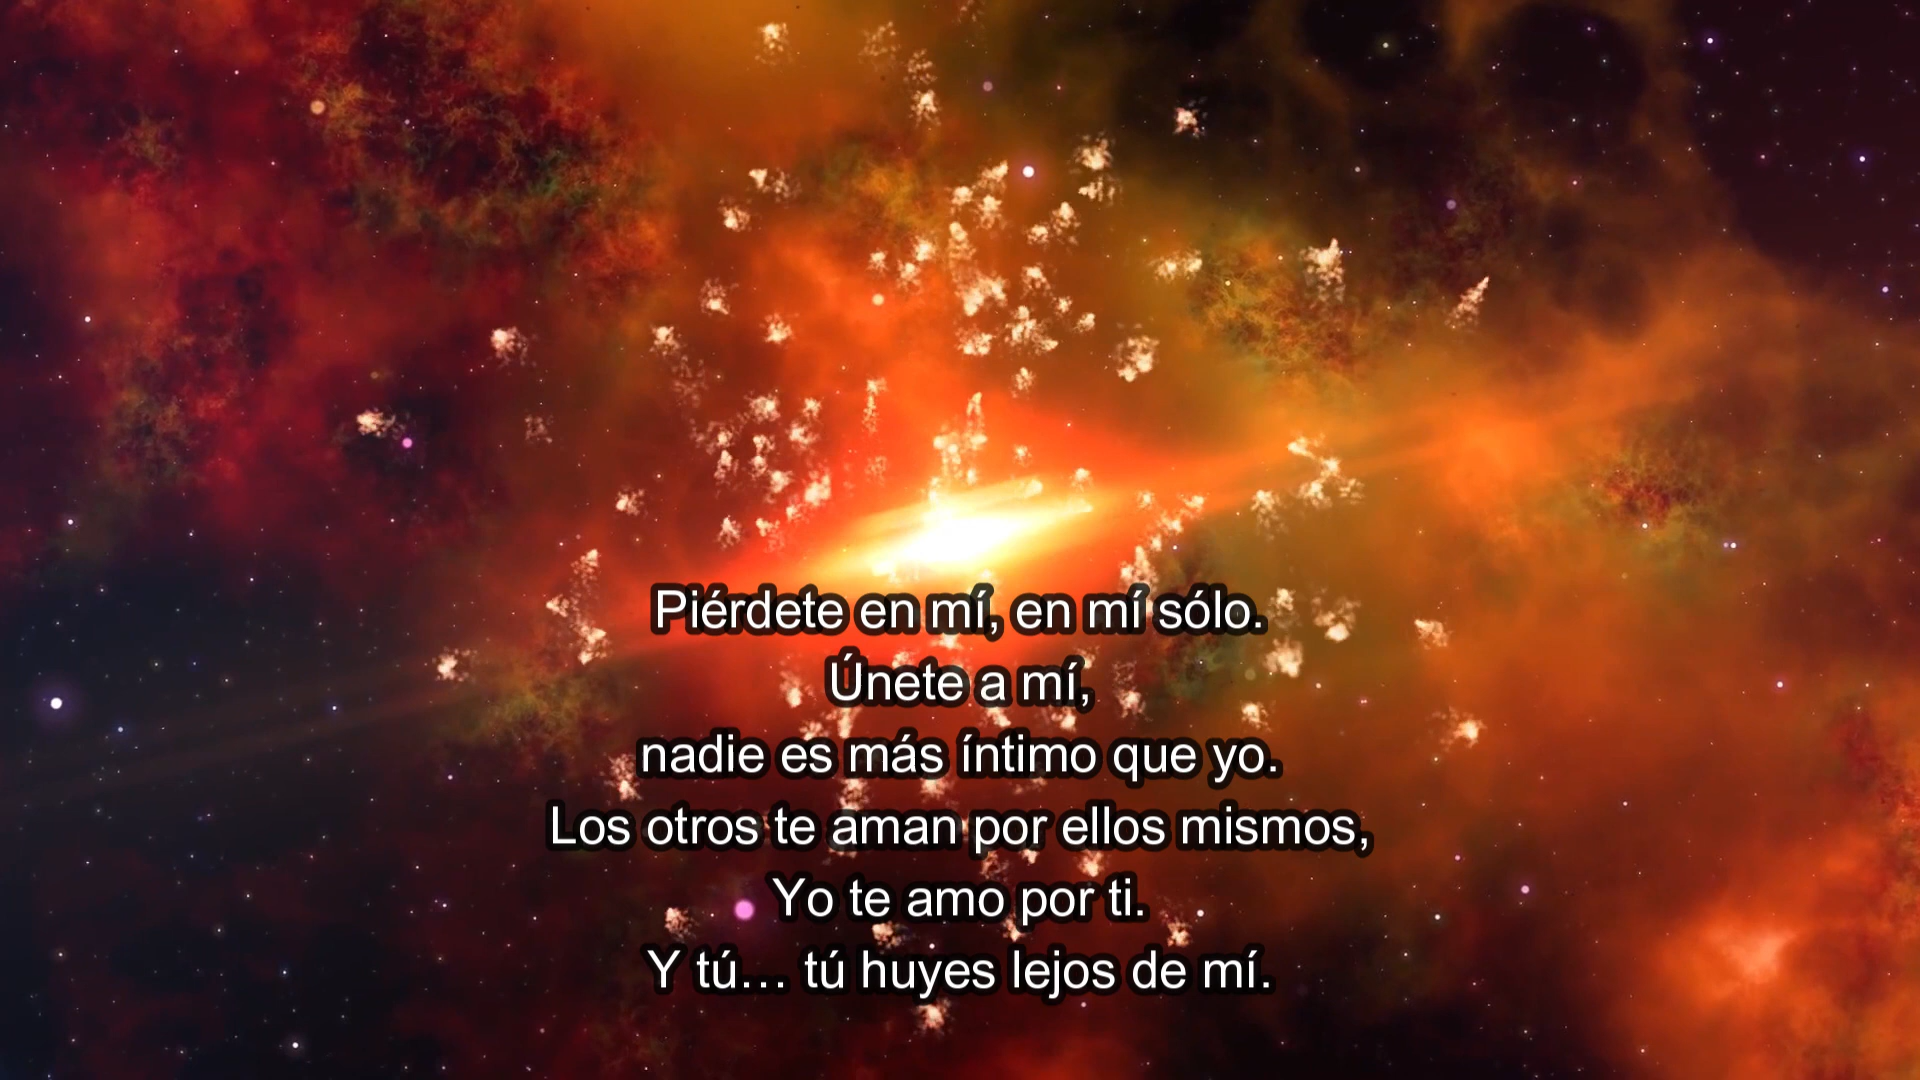 Piérdete en mí, en mí sólo.
Únete a mí,
nadie es más íntimo que yo.
Los otros te aman por ellos mismos,
Yo te amo por ti.
Y tú… tú huyes lejos de mí.